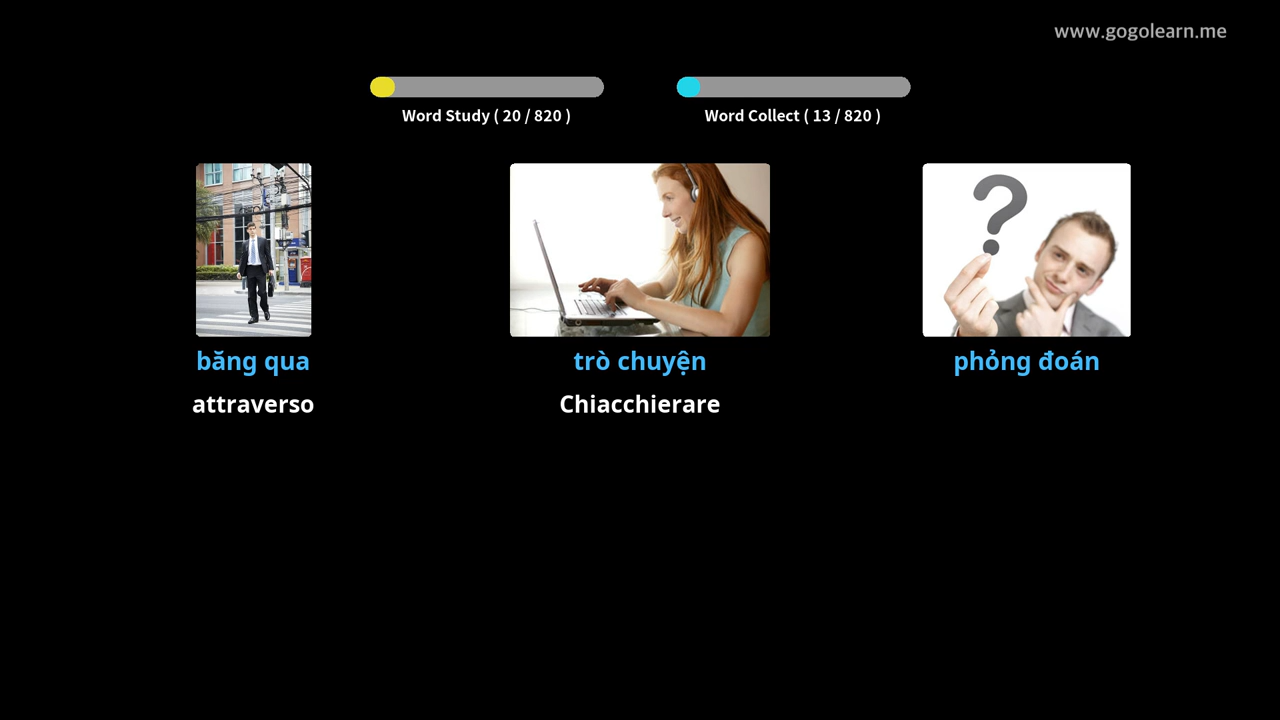 www.gogolearn.me
Word Study ( 20 / 820 )
Word Collect ( 13 / 820 )
băng qua
trò chuyện
phỏng đoán
attraverso
Chiacchierare